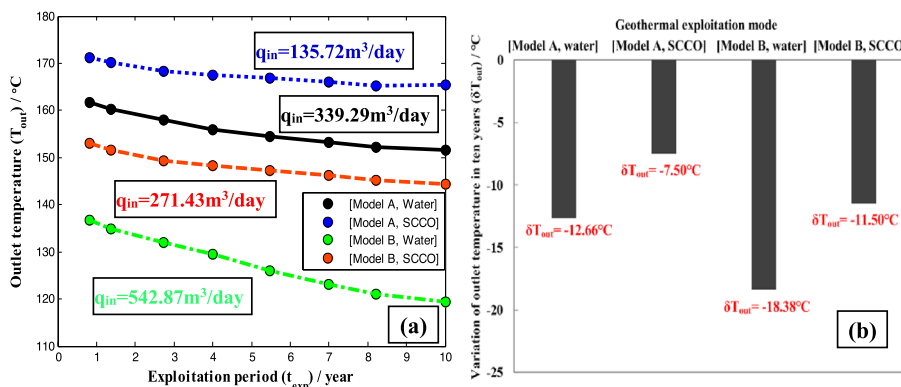 180
170
160
150
140
130
120
110
0 1 2 3 4 5 6 7 8 9 10
Outlet temperature (Tout) / °C
Exploitation period (texp) / year
qin=135.72m³/day
qin=339.29m³/day
qin=271.43m³/day
qin=542.87m³/day
[Model A, Water]
[Model A, SCCO]
[Model B, Water]
[Model B, SCCO]
(a)
Geothermal exploitation mode
[Model A, water] [Model A, SCCO] [Model B, water] [Model B, SCCO]
0
-5
-10
-15
-20
-25
Variation of outlet temperature in ten years (δTout) / °C
δTout= -12.66°C
δTout= -7.50°C
δTout= -18.38°C
δTout= -11.50°C
(b)